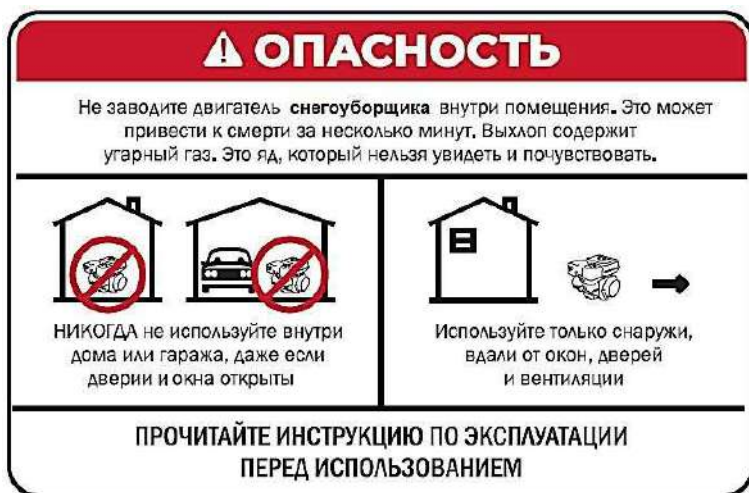 ОПАСНОСТЬ
Не заводите двигатель снегоуборщика внутри помещения. Это может
привести к смерти за несколько минут. Выхлоп содержит
угарный газ. Это яд, который нельзя увидеть и почувствовать.
НИКОГДА не используйте внутри
дома или гаража, даже если
дверии и окна открыты
Используйте только снаружи,
вдали от окон, дверей
и вентиляции
ПРОЧИТАЙТЕ ИНСТРУКЦИЮ ПО ЭКСПЛУАТАЦИИ
ПЕРЕД ИСПОЛЬЗОВАНИЕМ